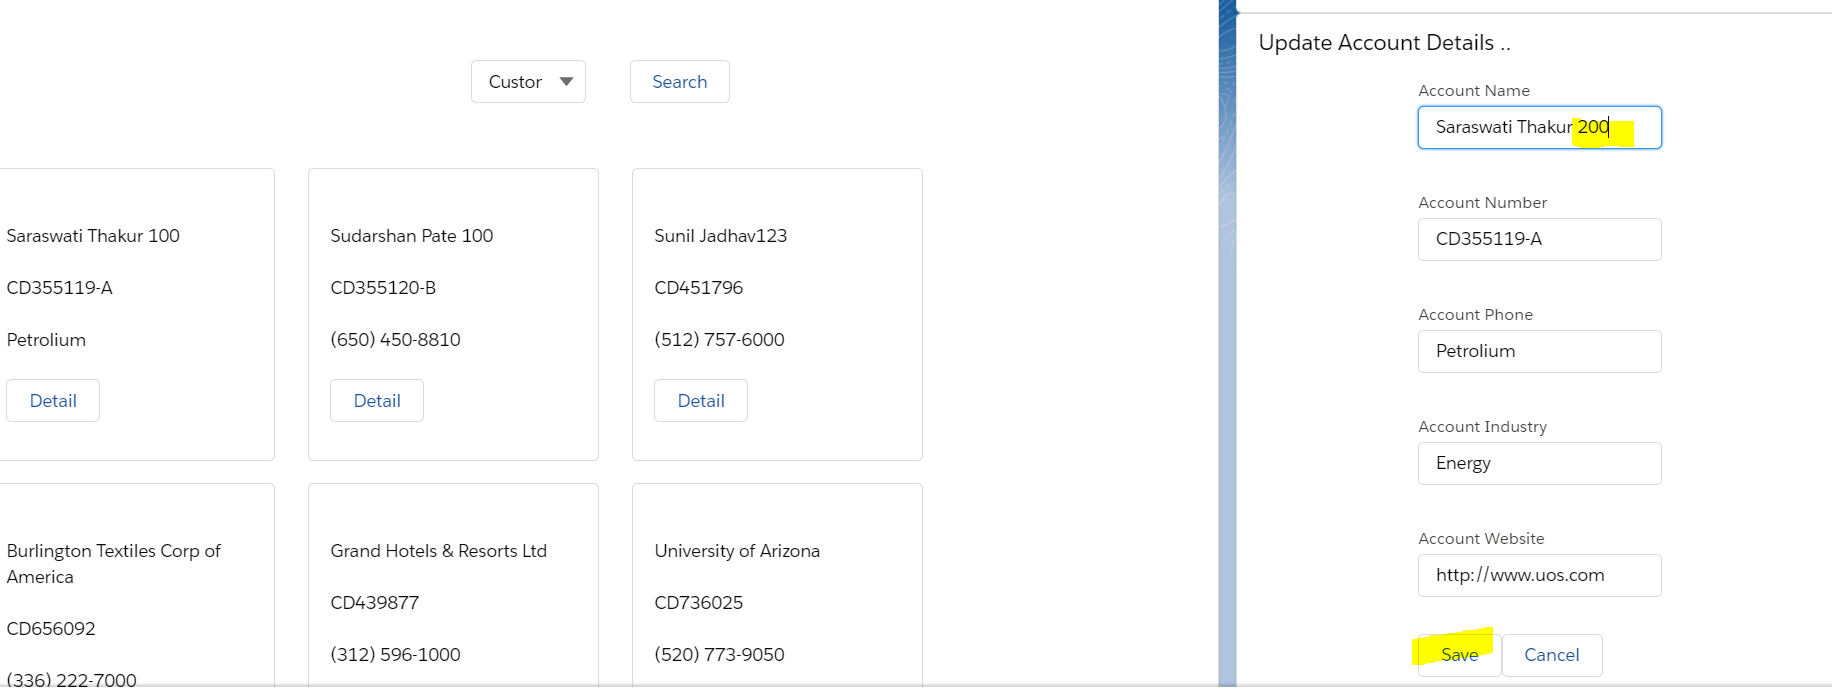 Custor
Search
Saraswati Thakur 100
CD355119-A
Petrolium
Detail
Sudarshan Pate 100
CD355120-B
(650) 450-8810
Detail
Sunil Jadhav123
CD451796
(512) 757-6000
Detail
Burlington Textiles Corp of
America
CD656092
(336) 222-7000
Grand Hotels & Resorts Ltd
CD439877
(312) 596-1000
University of Arizona
CD736025
(520) 773-9050
Update Account Details ..
Account Name
Saraswati Thakur 200
Account Number
CD355119-A
Account Phone
Petrolium
Account Industry
Energy
Account Website
http://www.uos.com
Save
Cancel